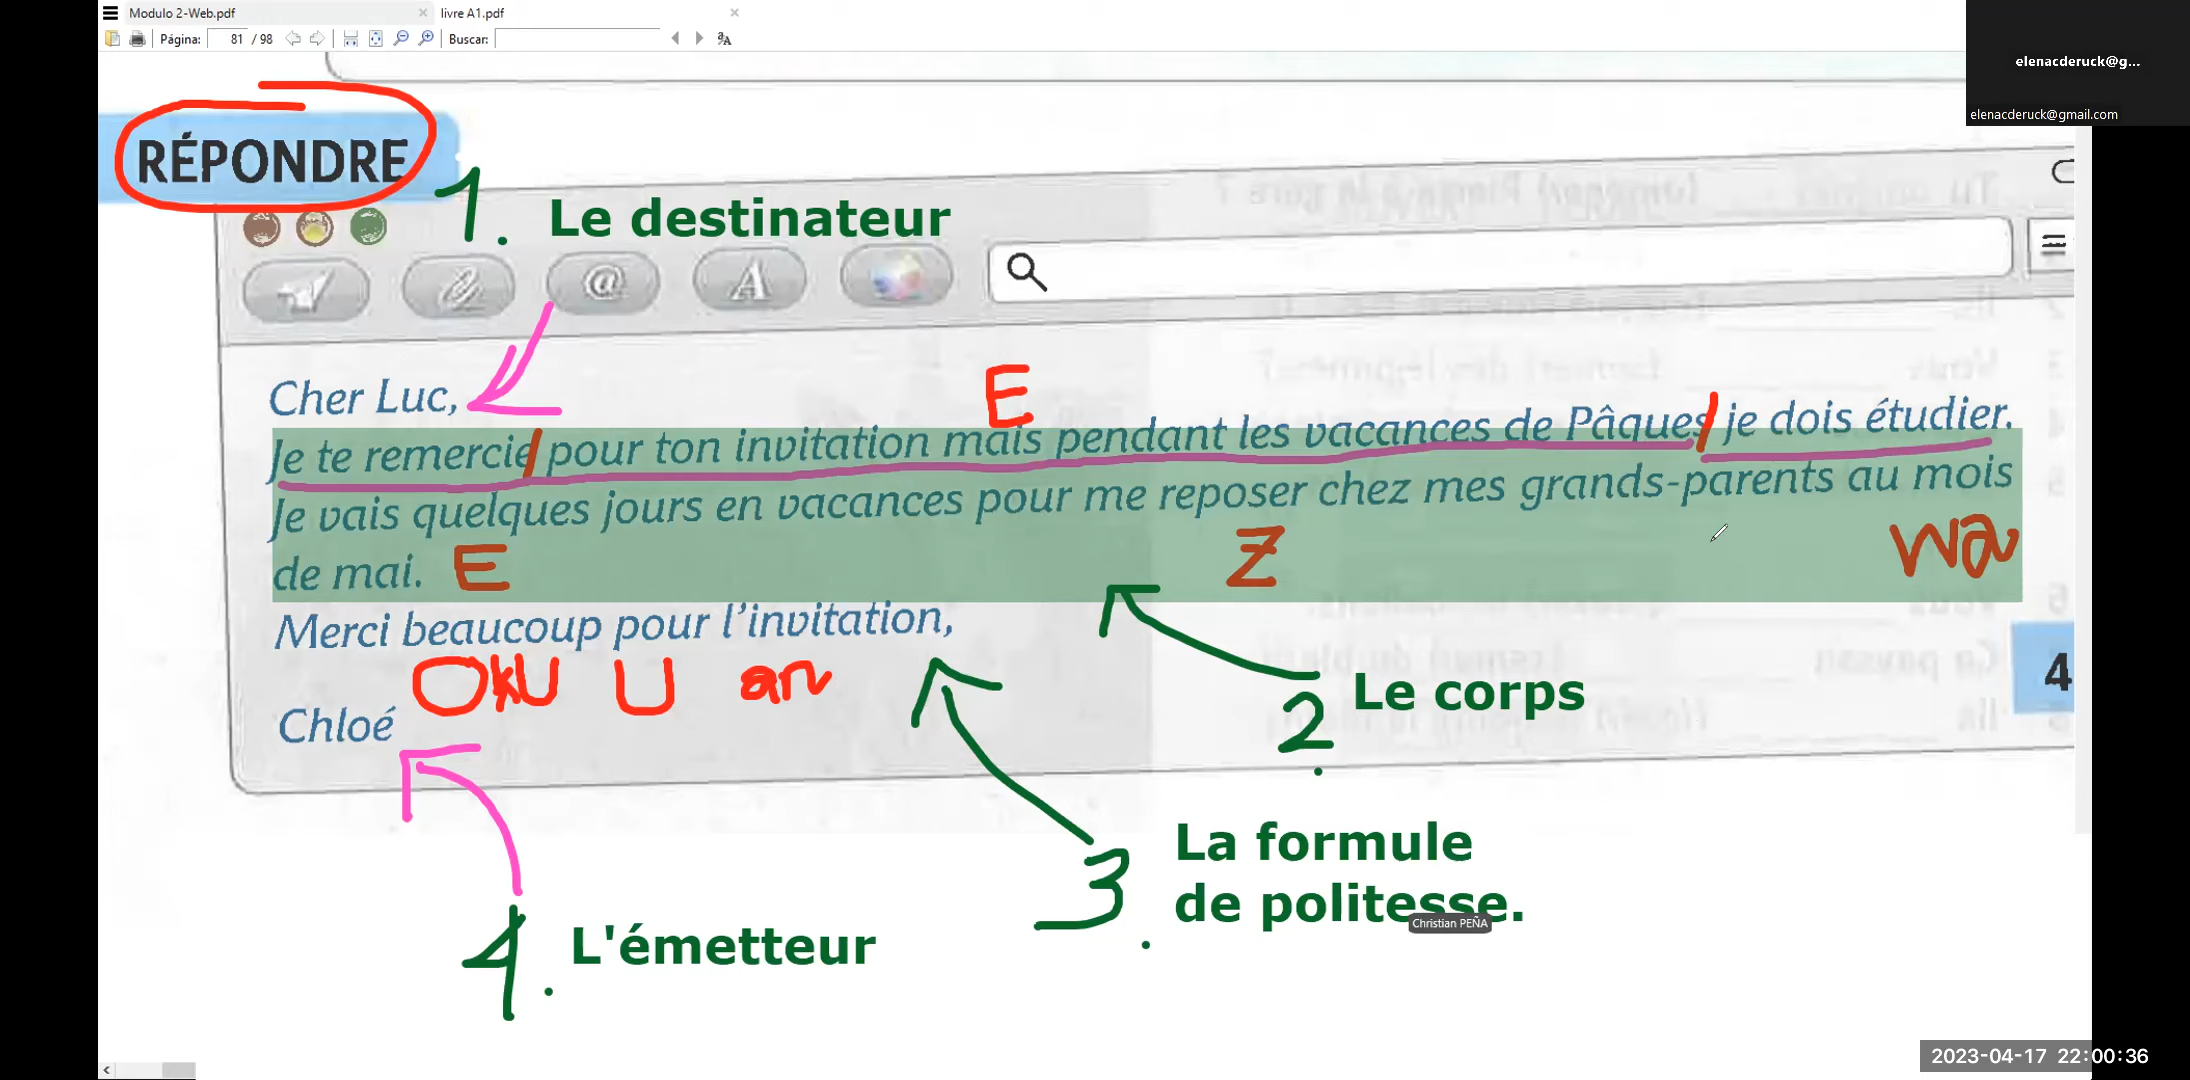 Modulo 2-Web.pdf
livre A1.pdf
Página: 81 / 98
Buscar:
elenacderuck@g...
elenacderuck@gmail.com
RÉPONDRE
1. Le destinateur
@
A
Cher Luc,
E
Je te remercie pour ton invitation mais pendant les vacances de Pâques je dois étudier.
Je vais quelques jours en vacances pour me reposer chez mes grands-parents au mois
de mai.
E
Z
wa
Merci beaucoup pour l'invitation,
OkU U an
Chloé
4
2. Le corps
3. La formule
de politesse.
Christian PEÑA
4. L'émetteur
2023-04-17 22:00:36